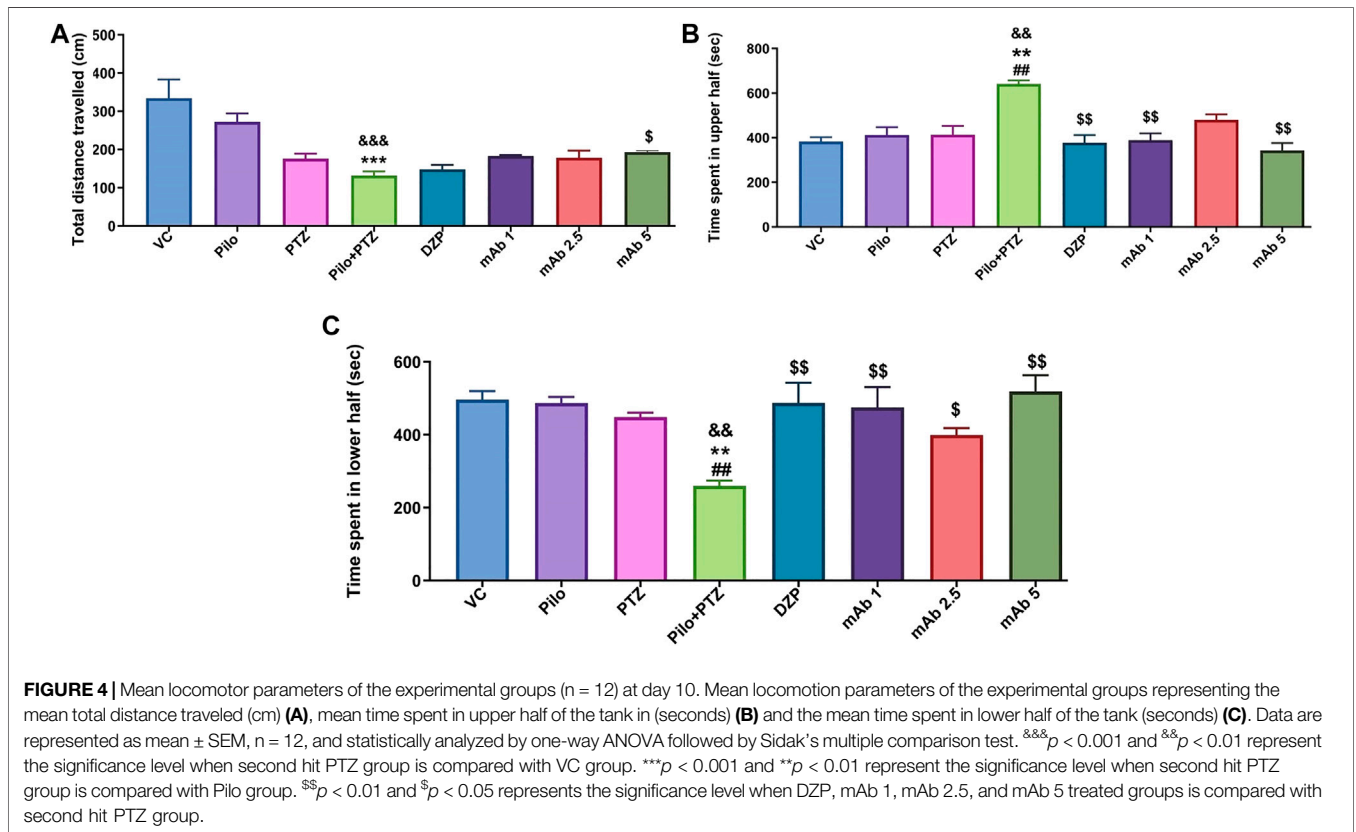 A
Total distance travelled (cm)
500
400
300
200
100
0
&&&
***
$
VC
Pilo
PTZ
Pilo+PTZ
DZP
mAb 1
mAb 2.5
mAb 5
B
Time spent in upper half (sec)
800
600
400
200
0
&&
**
##
$$
$$
$$
VC
Pilo
PTZ
Pilo+PTZ
DZP
mAb 1
mAb 2.5
mAb 5
C
Time spent in lower half (sec)
600
400
200
0
&&
**
##
$$
$$
$
$$
VC
Pilo
PTZ
Pilo+PTZ
DZP
mAb 1
mAb 2.5
mAb 5
FIGURE 4 | Mean locomotor parameters of the experimental groups (n = 12) at day 10. Mean locomotion parameters of the experimental groups representing the
mean total distance traveled (cm) (A), mean time spent in upper half of the tank in (seconds) (B) and the mean time spent in lower half of the tank (seconds) (C). Data are
represented as mean ± SEM, n = 12, and statistically analyzed by one-way ANOVA followed by Sidak's multiple comparison test. &&&p < 0.001 and &&p < 0.01 represent
the significance level when second hit PTZ group is compared with VC group. ***p < 0.001 and **p < 0.01 represent the significance level when second hit PTZ
group is compared with Pilo group. $$p < 0.01 and $p < 0.05 represents the significance level when DZP, mAb 1, mAb 2.5, and mAb 5 treated groups is compared with
second hit PTZ group.